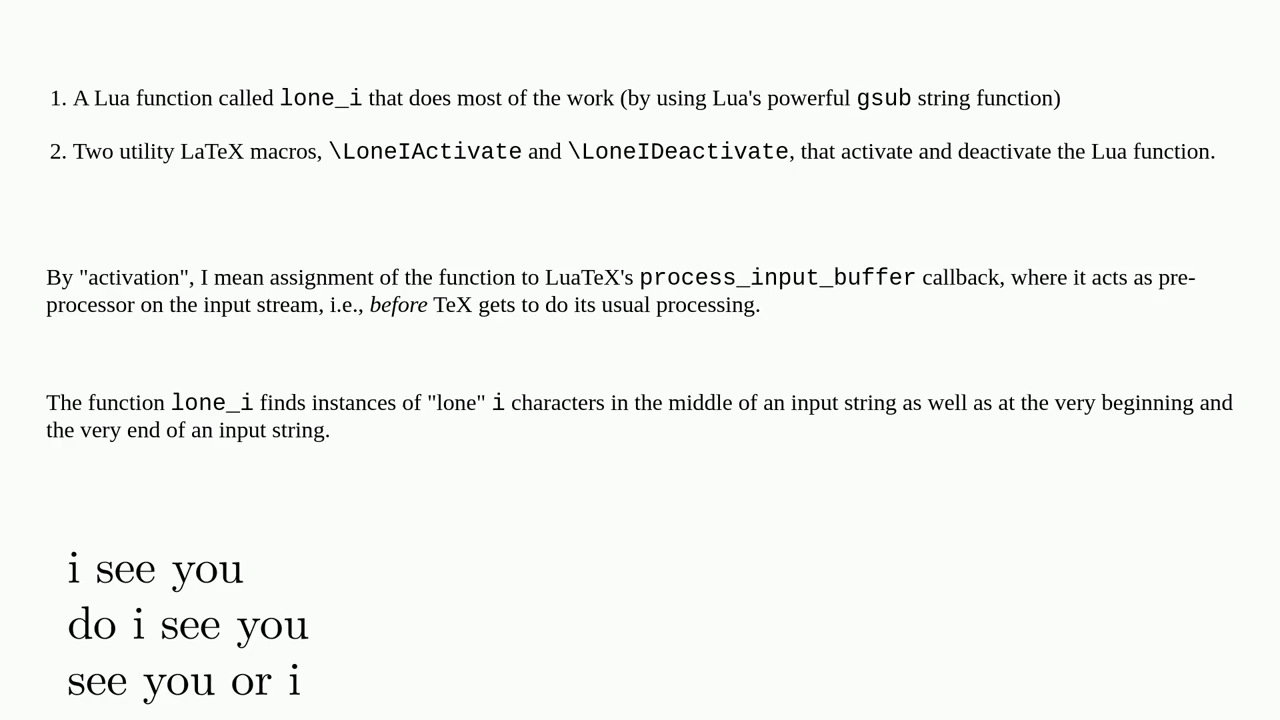 1. A Lua function called lone_i that does most of the work (by using Lua's powerful gsub string function)
2. Two utility LaTeX macros, \LoneIActivate and \LoneIDeactivate, that activate and deactivate the Lua function.
By "activation", I mean assignment of the function to LuaTeX's process_input_buffer callback, where it acts as pre-
processor on the input stream, i.e., before TeX gets to do its usual processing.
The function lone_i finds instances of "lone" i characters in the middle of an input string as well as at the very beginning and
the very end of an input string.
i see you
do i see you
see you or i